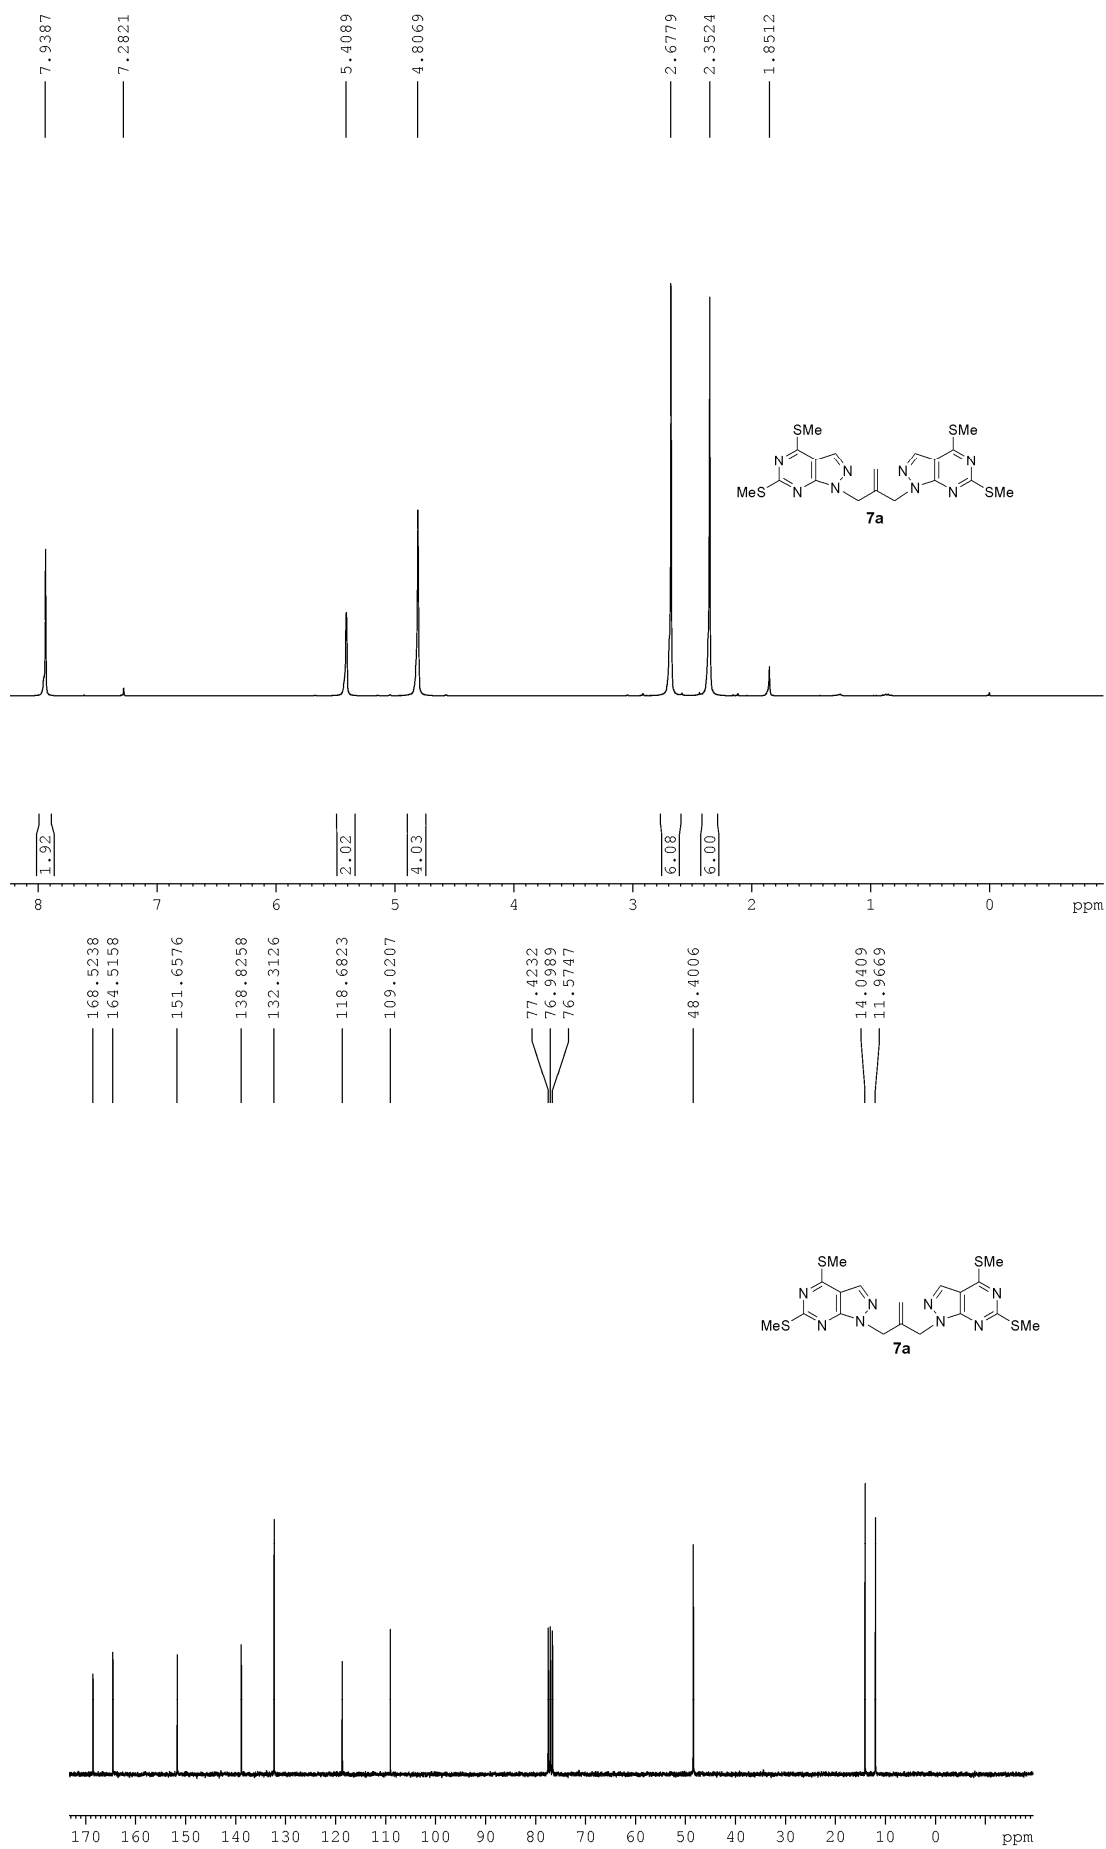 7.9387
7.2821
5.4089
4.8069
2.6779
2.3524
1.8512
SMe
SMe
N
N
N
N
MeS
N
N
N
N
SMe
7a
1.92
2.02
4.03
6.08
6.00
8 7 6 5 4 3 2 1 0 ppm
168.5238
164.5158
151.6576
138.8258
132.3126
118.6823
109.0207
77.4232
76.9989
76.5747
48.4006
14.0409
11.9669
SMe
SMe
N
N
N
N
MeS
N
N
N
N
SMe
7a
170 160 150 140 130 120 110 100 90 80 70 60 50 40 30 20 10 0 ppm